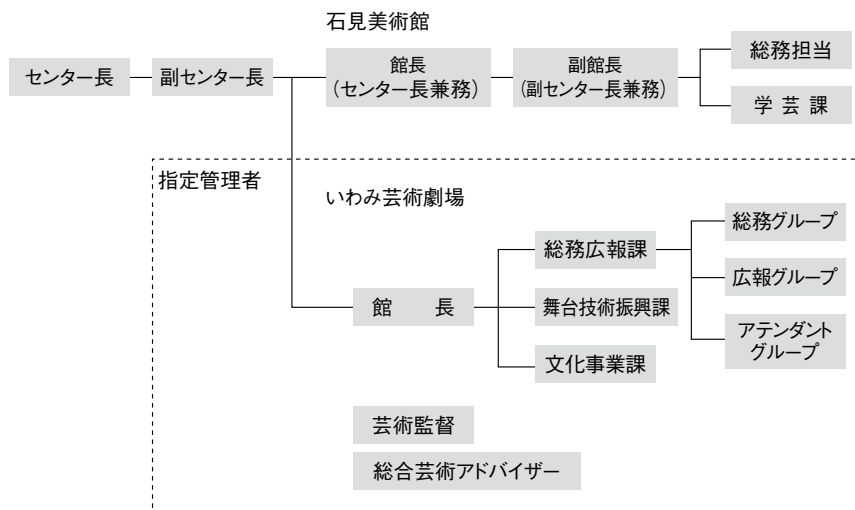 石見美術館
センター長
副センター長
館長
(センター長兼務)
副館長
(副センター長兼務)
総務担当
学 芸 課
指定管理者
いわみ芸術劇場
館　　長
総務広報課
舞台技術振興課
文化事業課
総務グループ
広報グループ
アテンダント
グループ
芸術監督
総合芸術アドバイザー